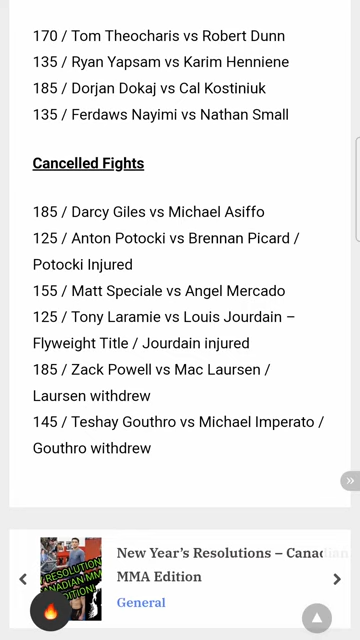 170 / Tom Theocharis vs Robert Dunn
135 / Ryan Yapsam vs Karim Henniene
185 / Dorjan Dokaj vs Cal Kostiniuk
135 / Ferdaws Nayimi vs Nathan Small
Cancelled Fights
185 / Darcy Giles vs Michael Asiffo
125 / Anton Potocki vs Brennan Picard /
Potocki Injured
155 / Matt Speciale vs Angel Mercado
125 / Tony Laramie vs Louis Jourdain –
Flyweight Title / Jourdain injured
185 / Zack Powell vs Mac Laursen /
Laursen withdrew
145 / Teshay Gouthro vs Michael Imperato /
Gouthro withdrew
New Year's Resolutions – Canadian
MMA Edition
General